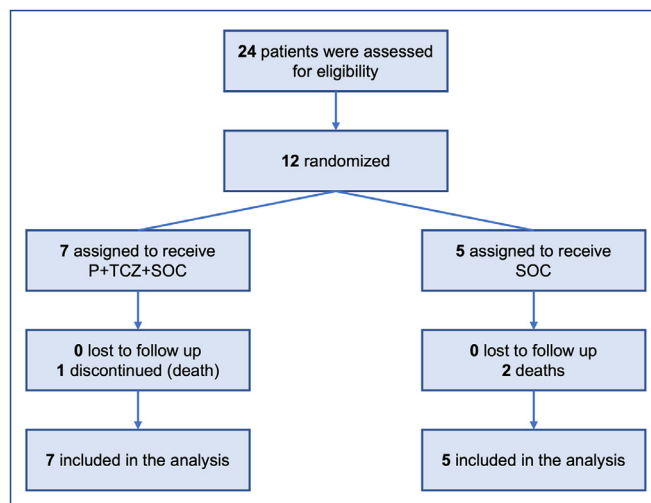 24 patients were assessed
for eligibility
12 randomized
7 assigned to receive
P+TCZ+SOC
5 assigned to receive
SOC
0 lost to follow up
1 discontinued (death)
0 lost to follow up
2 deaths
7 included in the analysis
5 included in the analysis